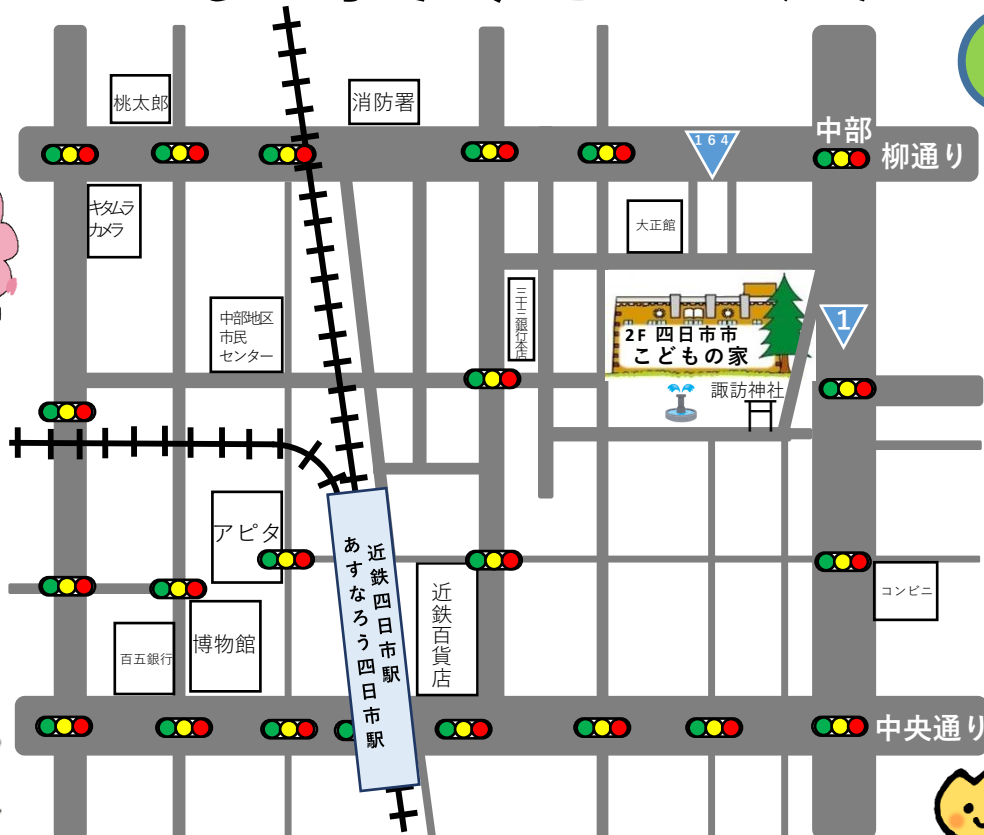 桃太郎
消防署
164
中部
柳通り
キタムラ
カメラ
大正館
中部地区
市民
センター
三十三銀行本店
2F 四日市市
こどもの家
1
諏訪神社
アピタ
近鉄四日市駅
あすなろう四日市駅
近鉄百貨店
コンビニ
百五銀行
博物館
中央通り